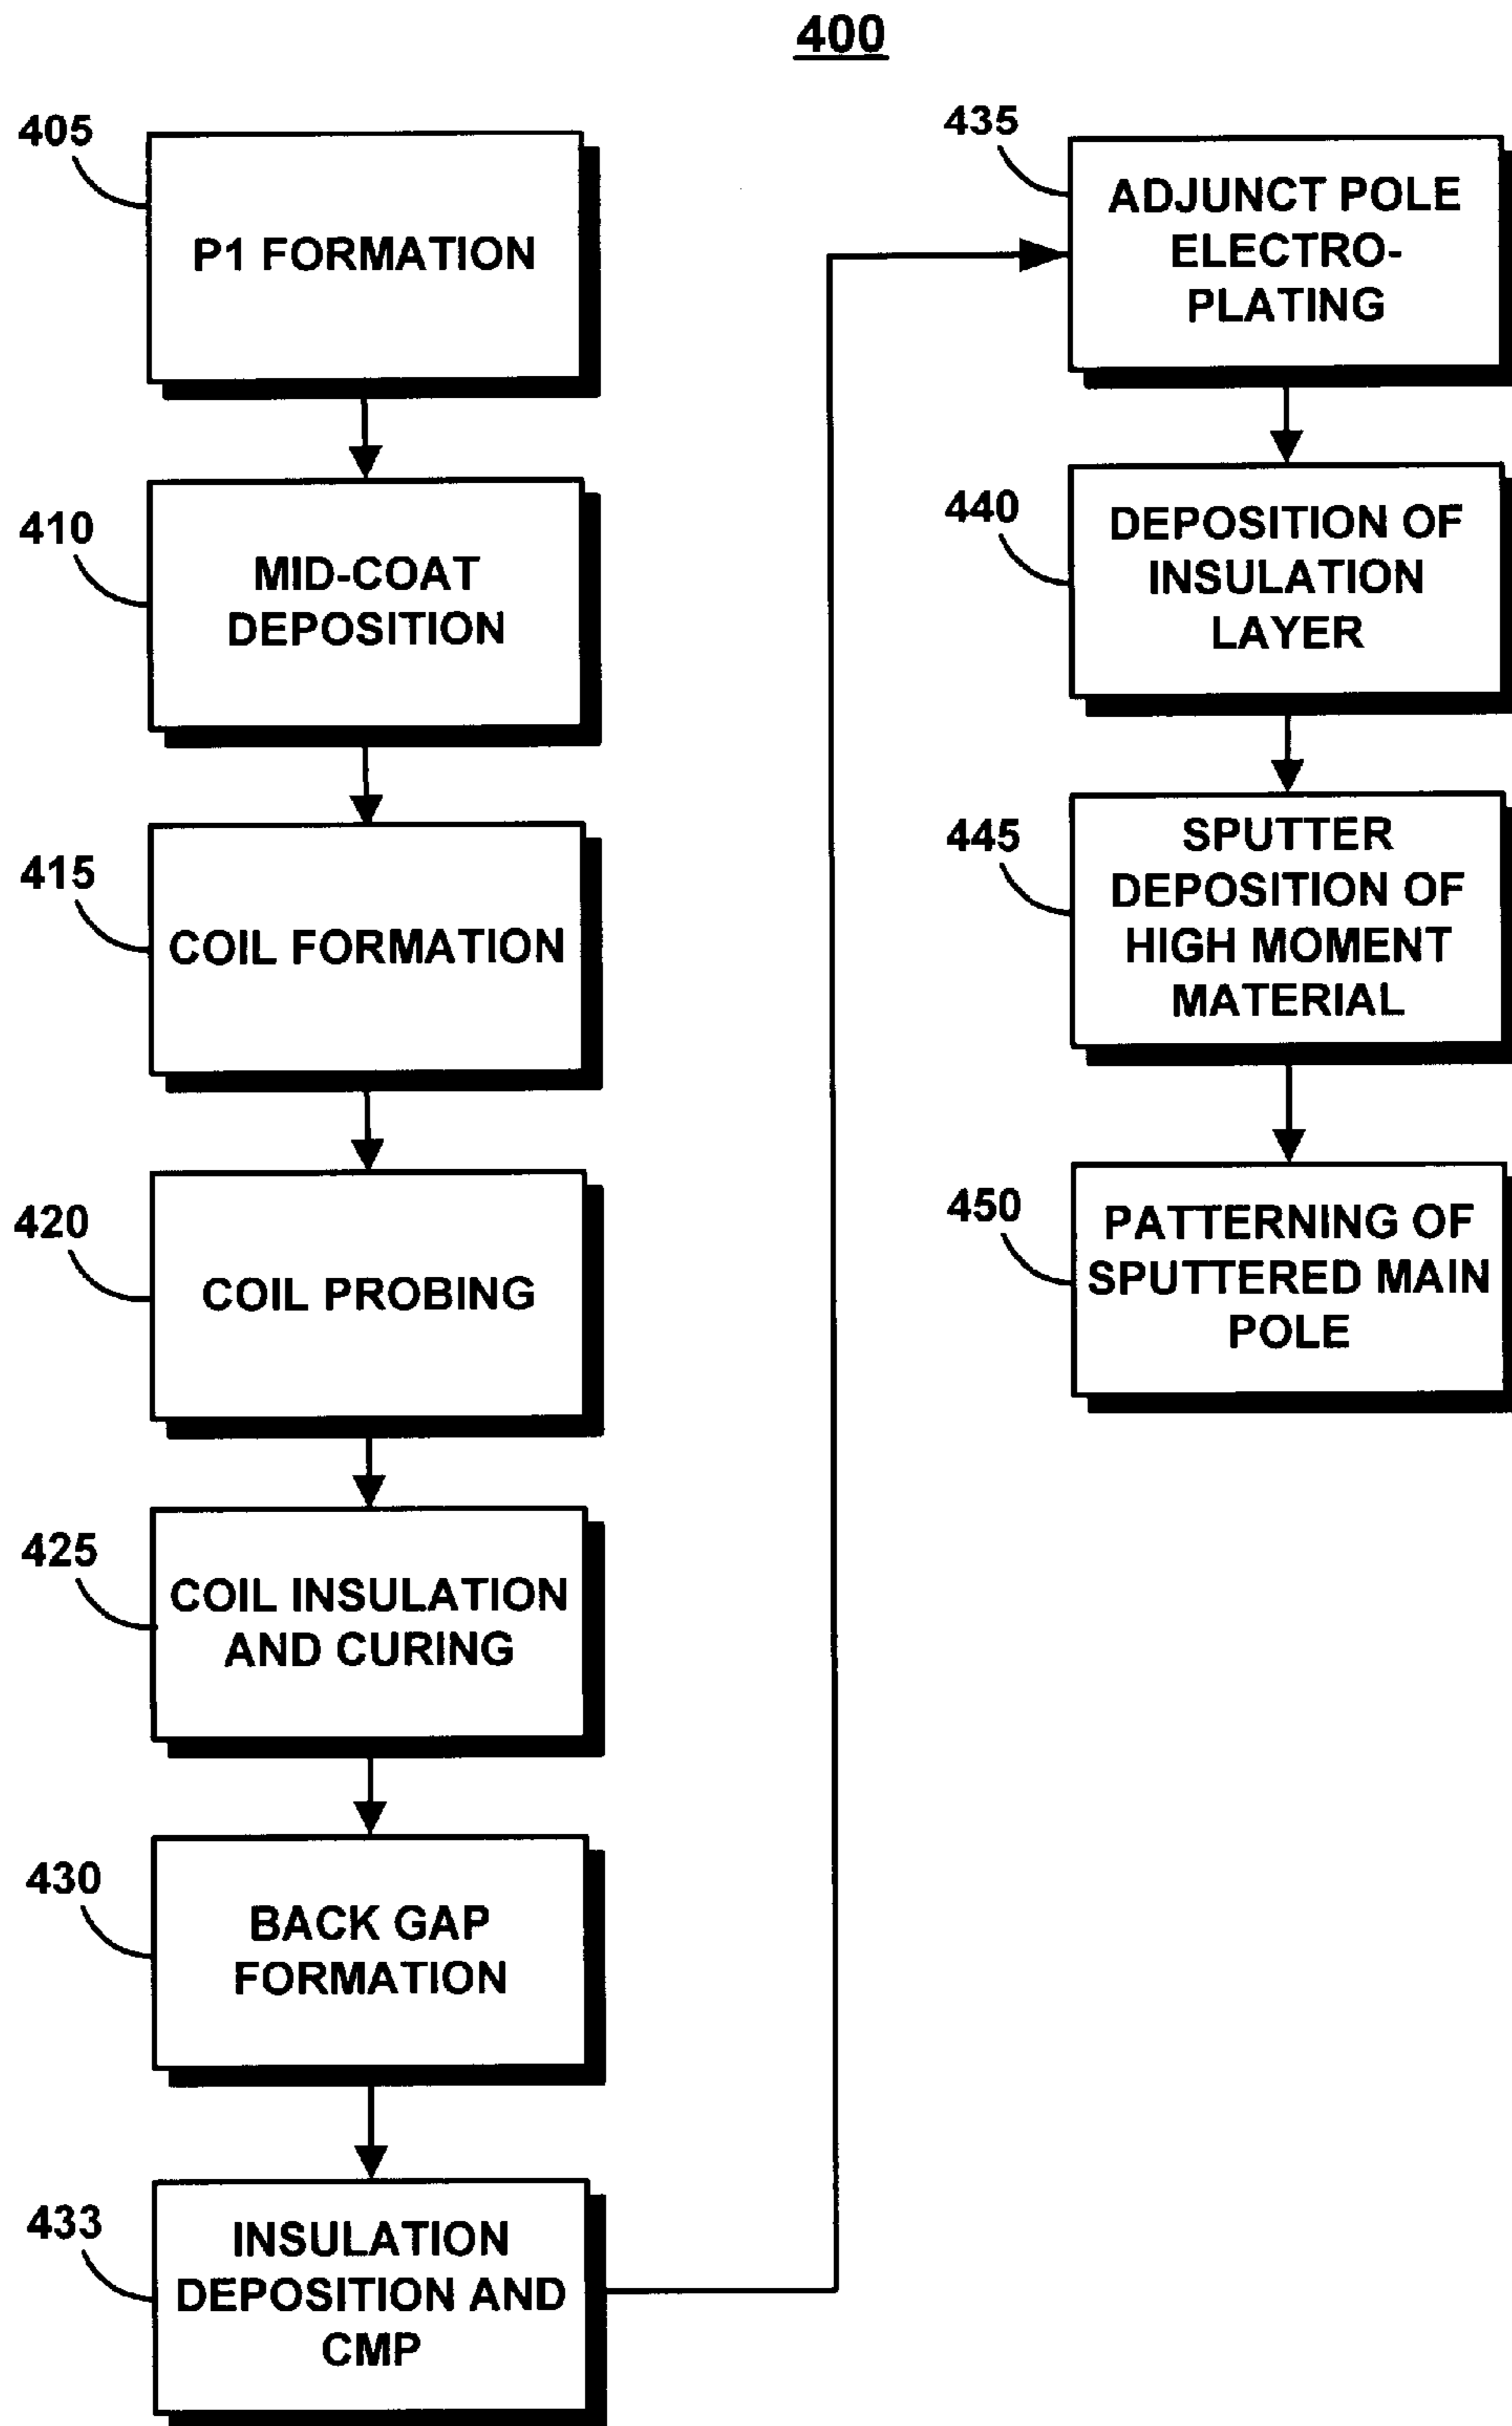 400
405
P1 FORMATION
410
MID-COAT
DEPOSITION
415
COIL FORMATION
420
COIL PROBING
425
COIL INSULATION
AND CURING
430
BACK GAP
FORMATION
433
INSULATION
DEPOSITION AND
CMP
435
ADJUNCT POLE
ELECTRO-
PLATING
440
DEPOSITION OF
INSULATION
LAYER
445
SPUTTER
DEPOSITION OF
HIGH MOMENT
MATERIAL
450
PATTERNING OF
SPUTTERED MAIN
POLE